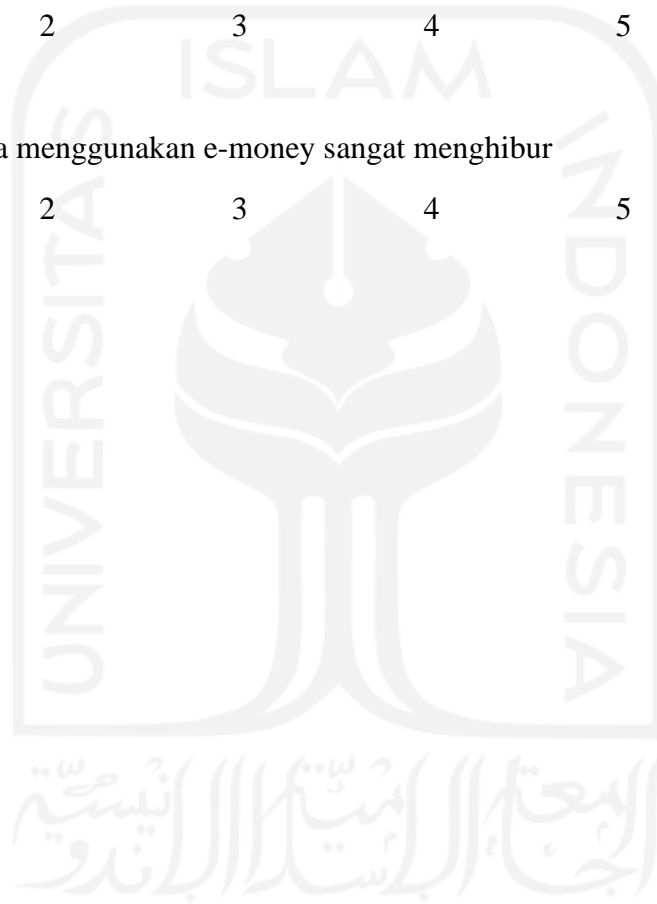 2 3 4 5
ISLAM
a menggunakan e-money sangat menghibur
2 3 4 5
UNIVERSITAS
INDONESIA